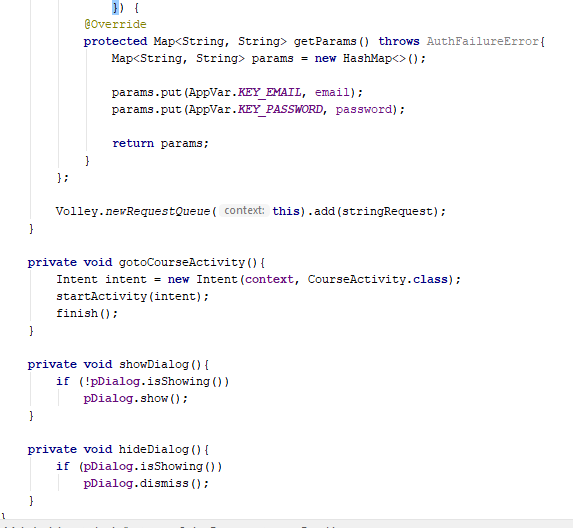 }) {
@Override
protected Map<String, String> getParams() throws AuthFailureError{
Map<String, String> params = new HashMap<>();
params.put(AppVar.KEY_EMAIL, email);
params.put(AppVar.KEY_PASSWORD, password);
return params;
}
};
Volley.newRequestQueue( context: this).add(stringRequest);
}
private void gotoCourseActivity(){
Intent intent = new Intent(context, CourseActivity.class);
startActivity(intent);
finish();
}
private void showDialog(){
if (!pDialog.isShowing())
pDialog.show();
}
private void hideDialog(){
if (pDialog.isShowing())
pDialog.dismiss();
}
}